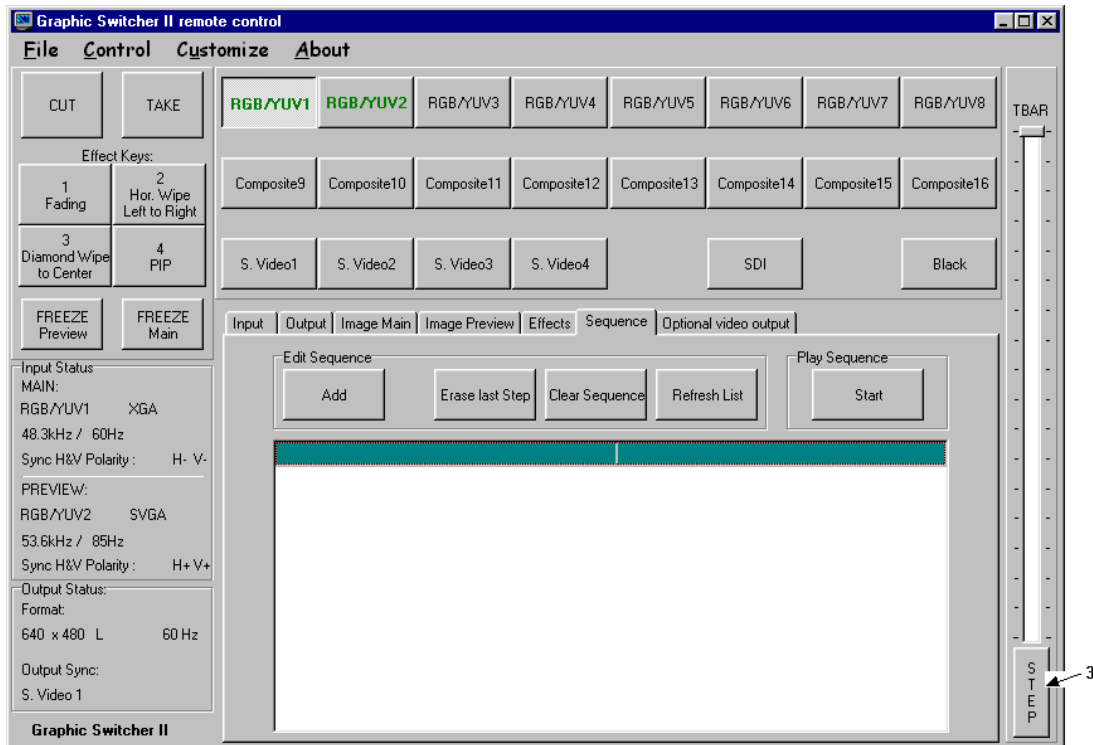 Graphic Switcher II remote control
File Control Customize About
CUT TAKE
Effect Keys:
1 Fading
2 Hor. Wipe Left to Right
3 Diamond Wipe to Center
4 PIP
FREEZE Preview
FREEZE Main
Input Status
MAIN:
RGB/YUV1 XGA
48.3kHz / 60Hz
Sync H&V Polarity : H- V-
PREVIEW:
RGB/YUV2 SVGA
53.6kHz / 85Hz
Sync H&V Polarity : H+ V+
Output Status:
Format:
640 x 480 L 60 Hz
Output Sync:
S. Video 1
Graphic Switcher II
RGB/YUV1 RGB/YUV2 RGB/YUV3 RGB/YUV4 RGB/YUV5 RGB/YUV6 RGB/YUV7 RGB/YUV8
Composite9 Composite10 Composite11 Composite12 Composite13 Composite14 Composite15 Composite16
S. Video1 S. Video2 S. Video3 S. Video4 SDI Black
Input Output Image Main Image Preview Effects Sequence Optional video output
Edit Sequence
Add Erase last Step Clear Sequence Refresh List
Play Sequence
Start
TBAR
STEP
3